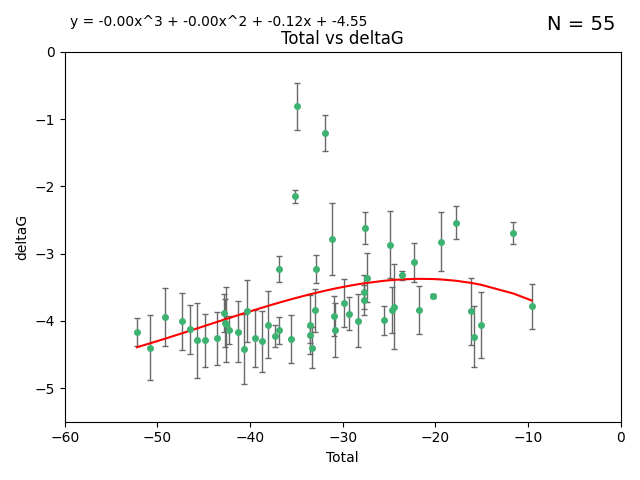 y = -0.00x^3 + -0.00x^2 + -0.12x + -4.55
N = 55
Total vs deltaG
0
−1
−2
−3
−4
−5
deltaG
−60 −50 −40 −30 −20 −10 0
Total